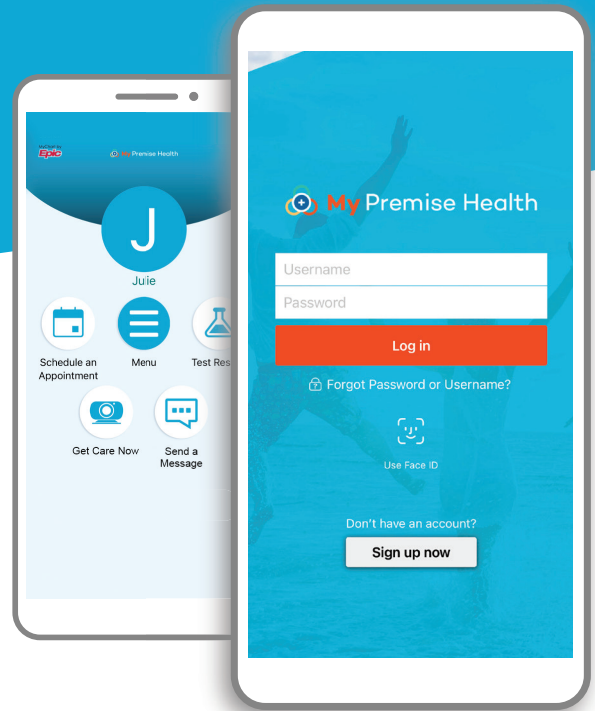 MyChart by
Epic
My Premise Health
J
Julie
Schedule an
Appointment
Menu
Test Res
Get Care Now
Send a
Message
My Premise Health
Username
Password
Log in
Forgot Password or Username?
Use Face ID
Don't have an account?
Sign up now